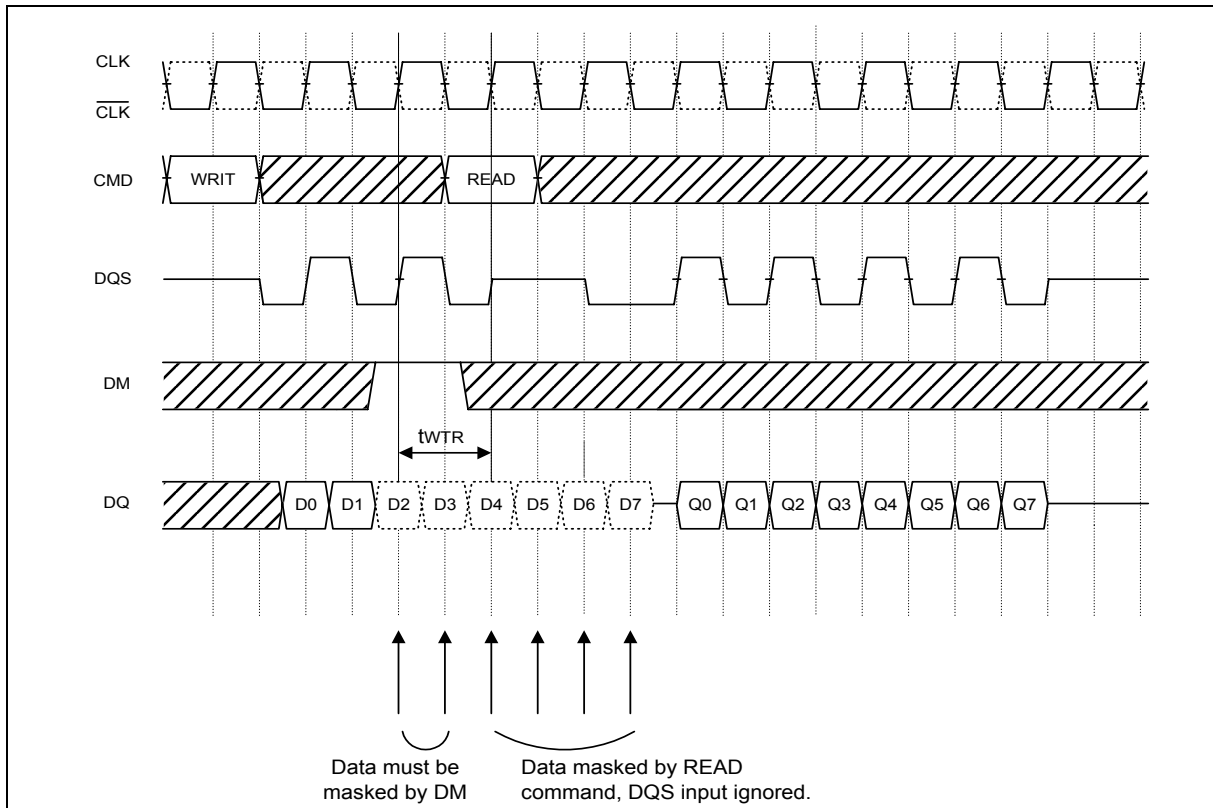 CLK
CLK
CMD
WRIT
READ
DQS
DM
tWTR
DQ
D0 D1 D2 D3 D4 D5 D6 D7 Q0 Q1 Q2 Q3 Q4 Q5 Q6 Q7
Data must be
masked by DM
Data masked by READ
command, DQS input ignored.